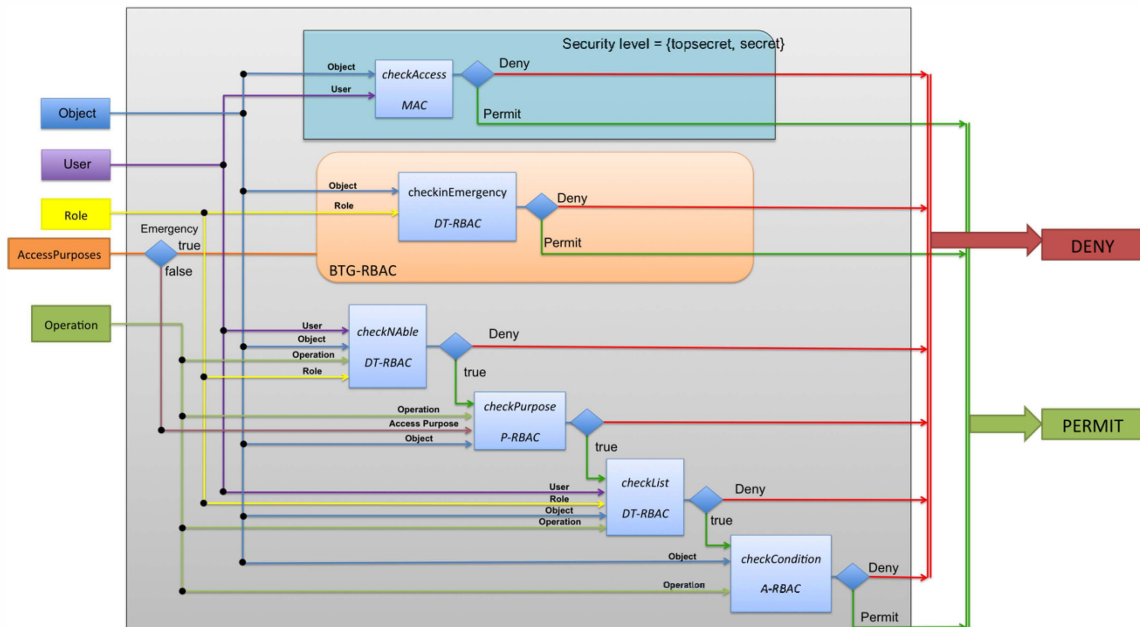 Security level = {topsecret, secret}
Object
checkAccess
MAC
User
Deny
Permit
Object
User
Role
AccessPurposes
Operation
Emergency
true
false
Object
Role
checkinEmergency
DT-RBAC
Deny
Permit
BTG-RBAC
DENY
User
Object
Operation
Role
checkNAble
DT-RBAC
Deny
true
Operation
Access Purpose
Object
checkPurpose
P-RBAC
true
PERMIT
User
Role
Object
Operation
checkList
DT-RBAC
Deny
true
Object
Operation
checkCondition
A-RBAC
Deny
Permit